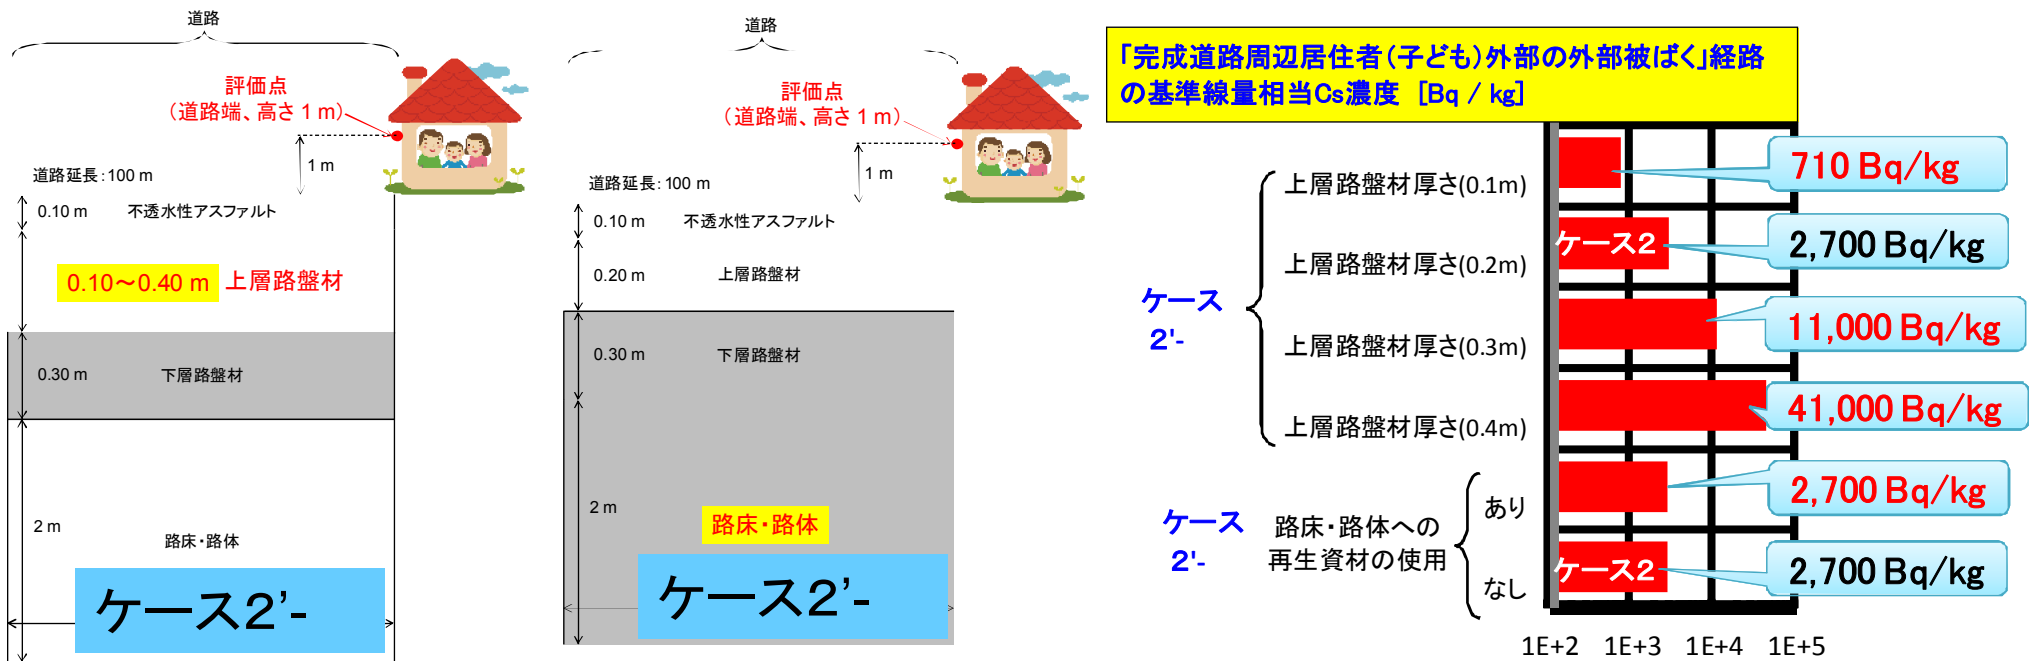 道路
評価点
(道路端、高さ 1 m)
1 m
道路延長:100 m
0.10 m 不透水性アスファルト
0.10～0.40 m 上層路盤材
0.30 m 下層路盤材
2 m
路床・路体
ケース2’-
道路
評価点
(道路端、高さ 1 m)
1 m
道路延長:100 m
0.10 m 不透水性アスファルト
0.20 m 上層路盤材
0.30 m 下層路盤材
2 m
路床・路体
ケース2’-
「完成道路周辺居住者(子ども)外部の外部被ばく」経路
の基準線量相当Cs濃度 [Bq / kg]
ケース
2'-
上層路盤材厚さ(0.1m)
710 Bq/kg
上層路盤材厚さ(0.2m)
ケース2
2,700 Bq/kg
上層路盤材厚さ(0.3m)
11,000 Bq/kg
上層路盤材厚さ(0.4m)
41,000 Bq/kg
ケース
2'-
路床・路体への
再生資材の使用
あり
2,700 Bq/kg
なし
ケース2
2,700 Bq/kg
1E+2 1E+3 1E+4 1E+5